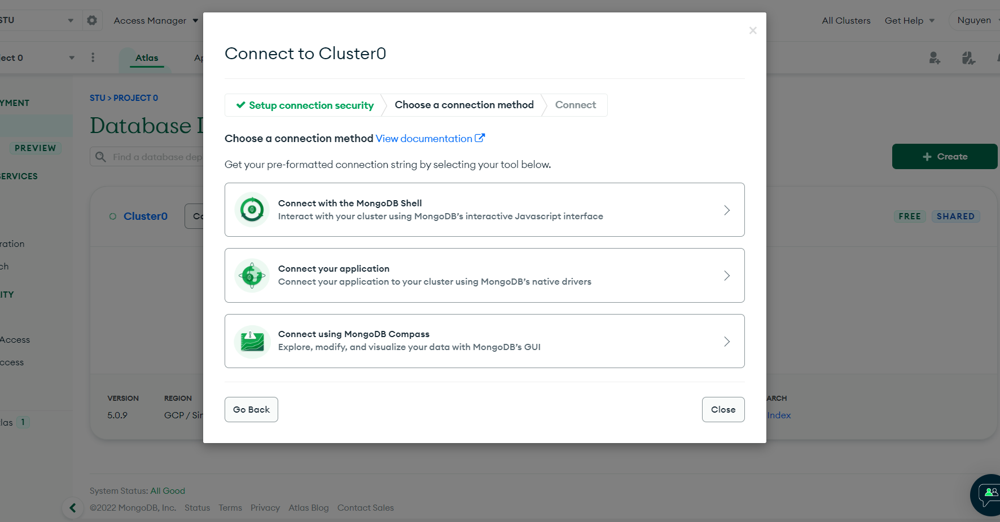 STU
Access Manager
All Clusters
Get Help
Nguyen
ect 0
Atlas
Ap
Connect to Cluster0
Setup connection security
Choose a connection method
Connect
YMENT
STU > PROJECT 0
Database D
PREVIEW
Find a database dep
Choose a connection method View documentation
Get your pre-formatted connection string by selecting your tool below.
+ Create
SERVICES
Cluster0
Co
FREE
SHARED
Connect with the MongoDB Shell
Interact with your cluster using MongoDB's interactive Javascript interface
ration
ch
Connect your application
Connect your application to your cluster using MongoDB's native drivers
ITY
Access
ccess
Connect using MongoDB Compass
Explore, modify, and visualize your data with MongoDB's GUI
VERSION
REGION
ARCH
5.0.9
GCP / Sin
Index
tlas 1
Go Back
Close
System Status: All Good
©2022 MongoDB, Inc.
Status
Terms
Privacy
Atlas Blog
Contact Sales